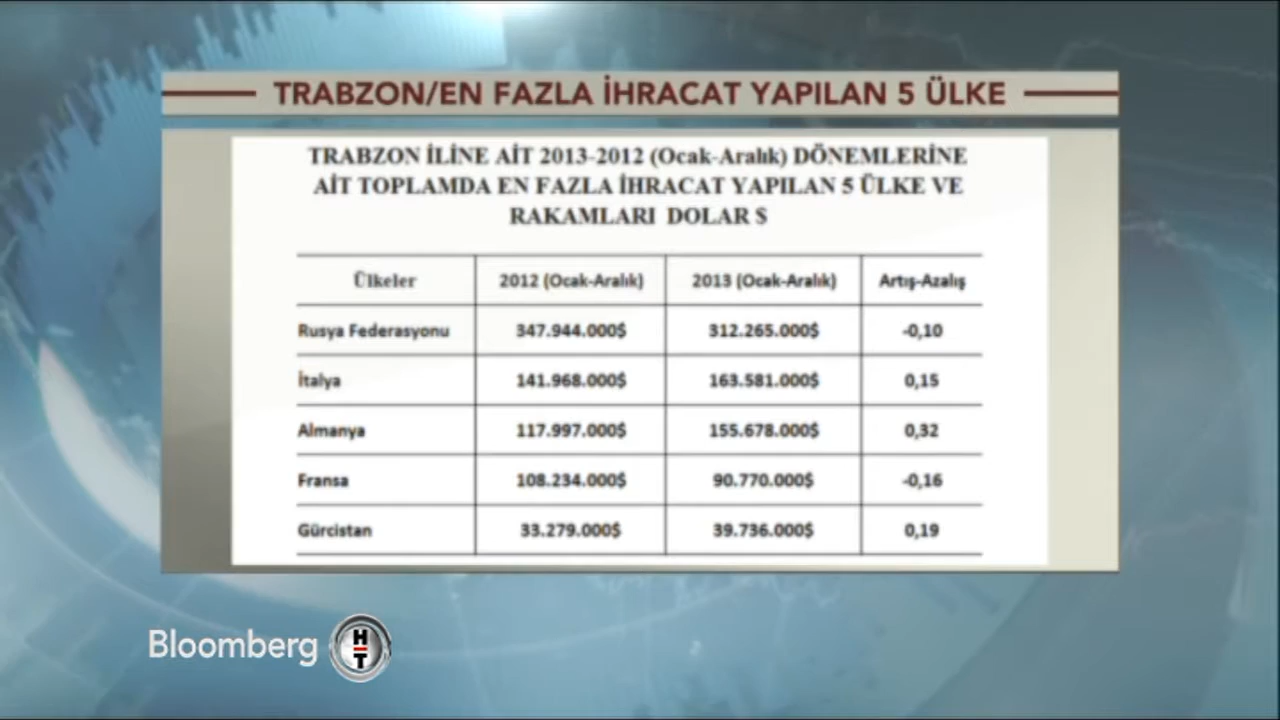 TRABZON/EN FAZLA İHRACAT YAPILAN 5 ÜLKE
TRABZON İLİNE AİT 2013-2012 (Ocak-Aralık) DÖNEMLERİNE
AİT TOPLAMDA EN FAZLA İHRACAT YAPILAN 5 ÜLKE VE
RAKAMLARI DOLAR $
Ülkeler 2012 (Ocak-Aralık) 2013 (Ocak-Aralık) Artış-Azalış
Rusya Federasyonu 347.944.000$ 312.265.000$ -0,10
İtalya 141.968.000$ 163.581.000$ 0,15
Almanya 117.997.000$ 155.678.000$ 0,32
Fransa 108.234.000$ 90.770.000$ -0,16
Gürcistan 33.279.000$ 39.736.000$ 0,19
Bloomberg HT